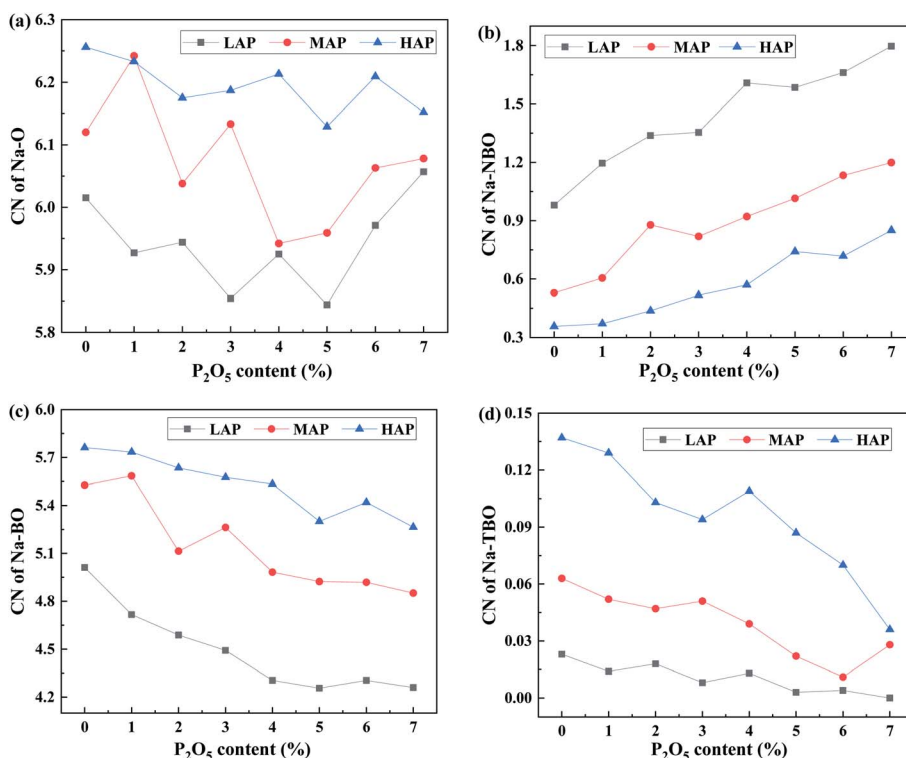 (a)
LAP MAP HAP
6.3
6.2
6.1
6.0
5.9
5.8
CN of Na-O
0 1 2 3 4 5 6 7
P₂O₅ content (%)
(b)
LAP MAP HAP
1.8
1.5
1.2
0.9
0.6
0.3
CN of Na-NBO
0 1 2 3 4 5 6 7
P₂O₅ content (%)
(c)
LAP MAP HAP
6.0
5.7
5.4
5.1
4.8
4.5
4.2
CN of Na-BO
0 1 2 3 4 5 6 7
P₂O₅ content (%)
(d)
LAP MAP HAP
0.15
0.12
0.09
0.06
0.03
0.00
CN of Na-TBO
0 1 2 3 4 5 6 7
P₂O₅ content (%)